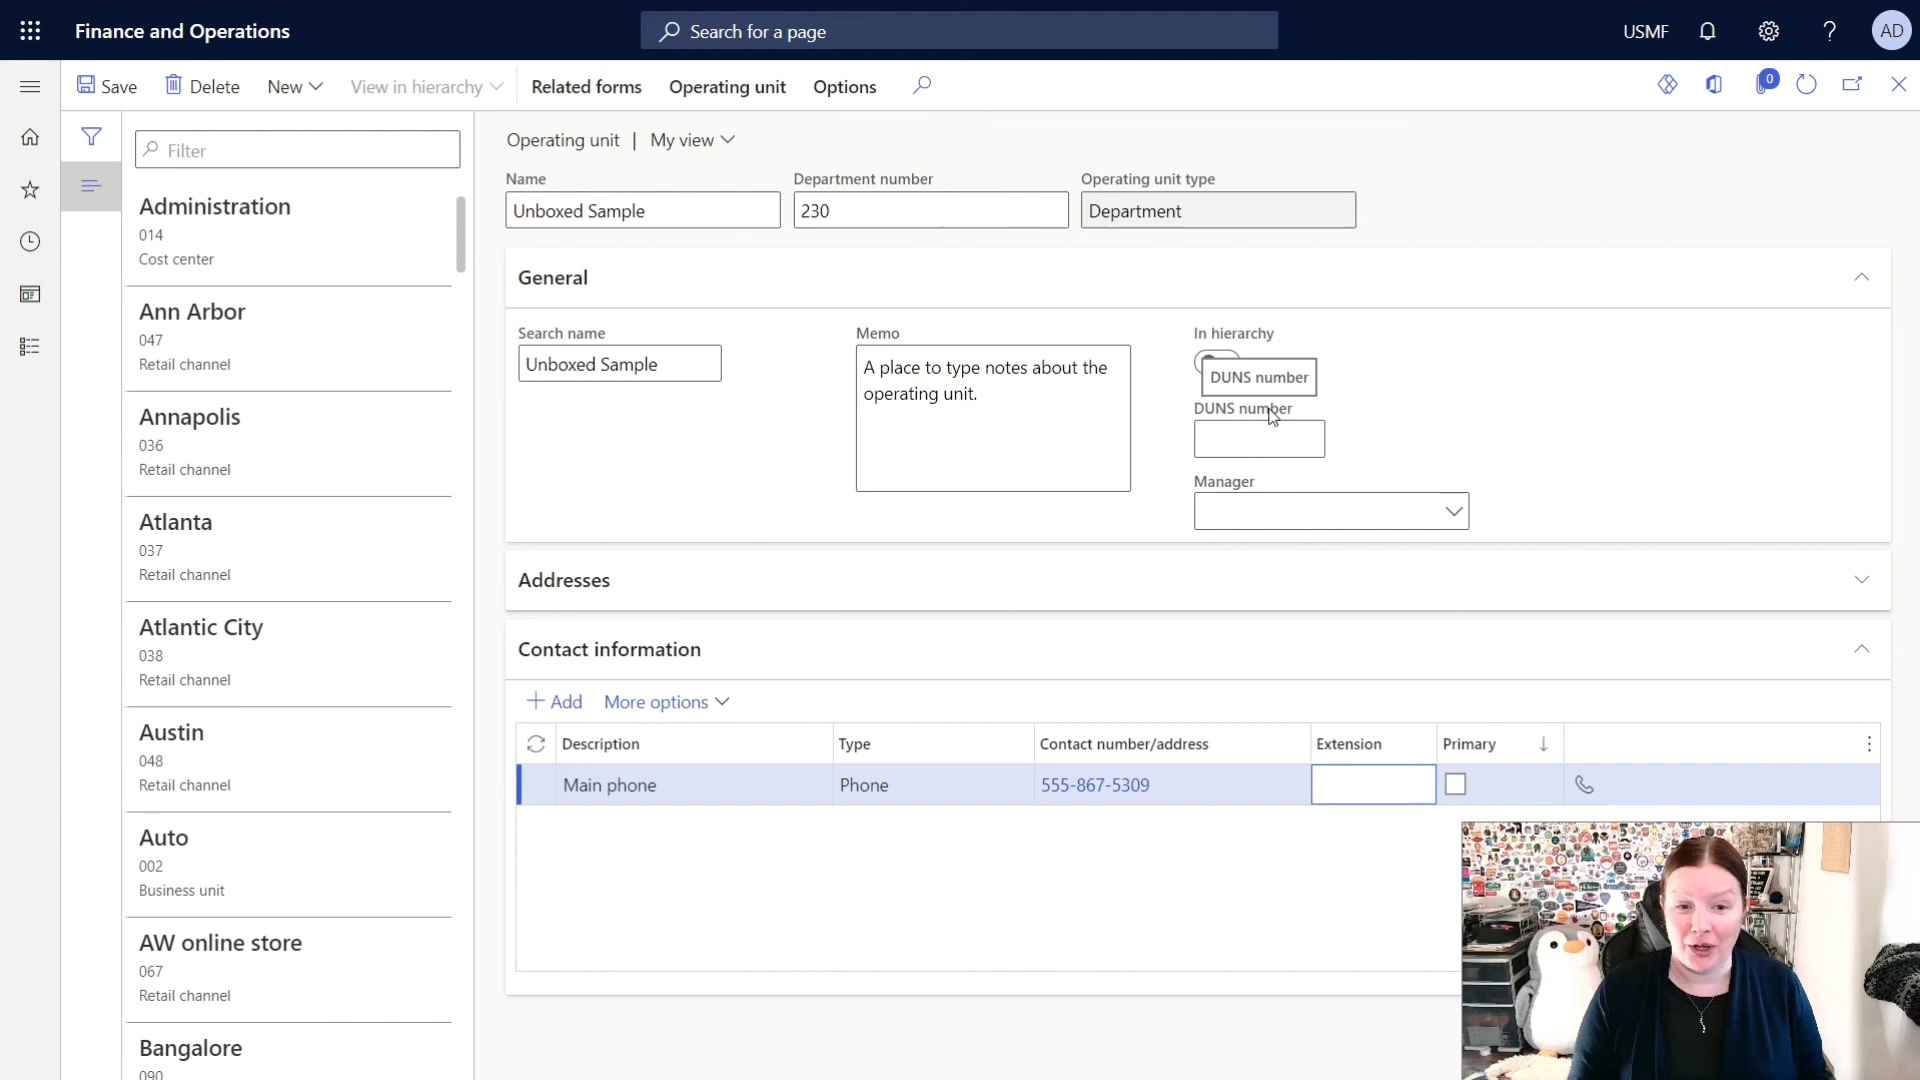 Finance and Operations
Search for a page
USMF
AD
Save
Delete
New
View in hierarchy
Related forms
Operating unit
Options
0
Filter
Administration
014
Cost center
Ann Arbor
047
Retail channel
Annapolis
036
Retail channel
Atlanta
037
Retail channel
Atlantic City
038
Retail channel
Austin
048
Retail channel
Auto
002
Business unit
AW online store
067
Retail channel
Bangalore
090
Operating unit | My view
Name
Department number
Operating unit type
Unboxed Sample
230
Department
General
Search name
Unboxed Sample
Memo
A place to type notes about the
operating unit.
In hierarchy
DUNS number
DUNS number
Manager
Addresses
Contact information
Add
More options
Description
Type
Contact number/address
Extension
Primary
Main phone
Phone
555-867-5309